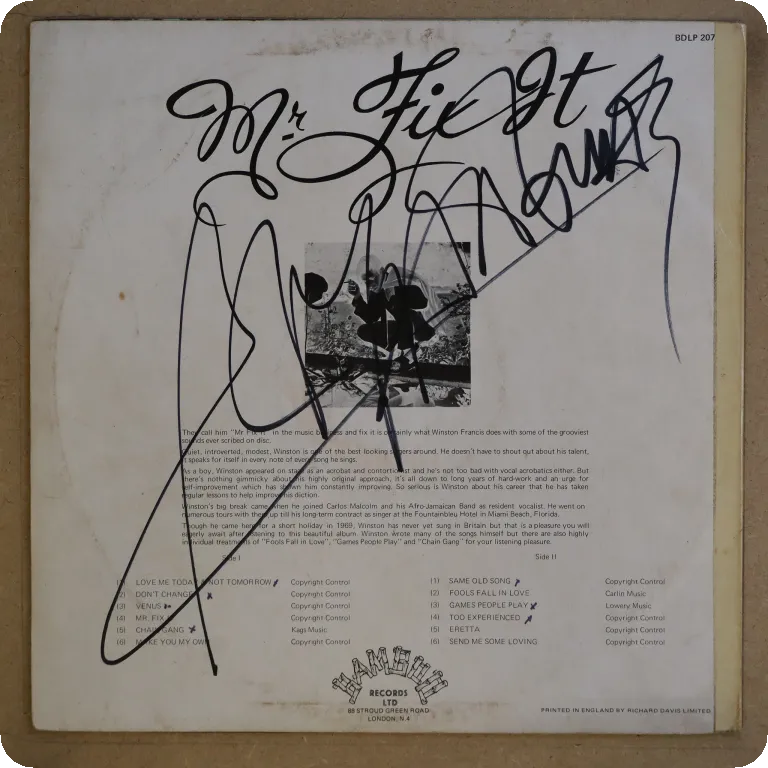 BDLP 207
Mr. Fix It
They call him "Mr Fix It" in the music business and fix it is certainly what Winston Francis does with some of the grooviest
sounds ever scribed on disc.
Quiet, introverted, modest, Winston is one of the best looking singers around. He doesn't have to shout out about his talent,
it speaks for itself in every note of every song he sings.
As a boy, Winston appeared on stage as an acrobat and contortionist and he's not too bad with vocal acrobatics either. But
there's nothing gimmicky about his highly original approach, it's all down to long years of hard-work and an urge for
self-improvement which has shown him constantly improving. So serious is Winston about his career that he has taken
regular lessons to help improve his diction.
Winston's big break came when he joined Carlos Malcolm and his Afro-Jamaican Band as resident vocalist. He went on
numerous tours with them up till his long-term contract as singer at the Fountainbleu Hotel in Miami Beach, Florida.
Though he came here for a short holiday in 1969, Winston has never yet sung in Britain but that is a pleasure you will
eagerly await after listening to this beautiful album. Winston wrote many of the songs himself but there are also highly
individual treatments of "Fools Fall in Love", "Games People Play" and "Chain Gang" for your listening pleasure.
Side I
(1) LOVE ME TODAY NOT TOMORROW Copyright Control
(2) DON'T CHANGE Copyright Control
(3) VENUS Copyright Control
(4) MR. FIX Copyright Control
(5) CHAIN GANG Kags Music
(6) MAKE YOU MY OWN Copyright Control
Side II
(1) SAME OLD SONG Copyright Control
(2) FOOLS FALL IN LOVE Carlin Music
(3) GAMES PEOPLE PLAY Lowery Music
(4) TOO EXPERIENCED Copyright Control
(5) ERETTA Copyright Control
(6) SEND ME SOME LOVING Copyright Control
BAMBOO
RECORDS
LTD
88 STROUD GREEN ROAD
LONDON, N.4
PRINTED IN ENGLAND BY RICHARD DAVIS LIMITED